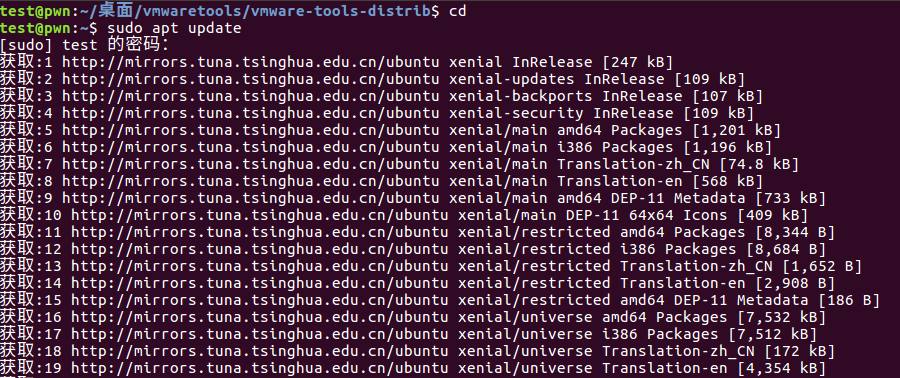 test@pwn:~/桌面/vmwaretools/vmware-tools-distrib$ cd
test@pwn:~$ sudo apt update
[sudo] test 的密码：
获取:1 http://mirrors.tuna.tsinghua.edu.cn/ubuntu xenial InRelease [247 kB]
获取:2 http://mirrors.tuna.tsinghua.edu.cn/ubuntu xenial-updates InRelease [109 kB]
获取:3 http://mirrors.tuna.tsinghua.edu.cn/ubuntu xenial-backports InRelease [107 kB]
获取:4 http://mirrors.tuna.tsinghua.edu.cn/ubuntu xenial-security InRelease [109 kB]
获取:5 http://mirrors.tuna.tsinghua.edu.cn/ubuntu xenial/main amd64 Packages [1,201 kB]
获取:6 http://mirrors.tuna.tsinghua.edu.cn/ubuntu xenial/main i386 Packages [1,196 kB]
获取:7 http://mirrors.tuna.tsinghua.edu.cn/ubuntu xenial/main Translation-zh_CN [74.8 kB]
获取:8 http://mirrors.tuna.tsinghua.edu.cn/ubuntu xenial/main Translation-en [568 kB]
获取:9 http://mirrors.tuna.tsinghua.edu.cn/ubuntu xenial/main amd64 DEP-11 Metadata [733 kB]
获取:10 http://mirrors.tuna.tsinghua.edu.cn/ubuntu xenial/main DEP-11 64x64 Icons [409 kB]
获取:11 http://mirrors.tuna.tsinghua.edu.cn/ubuntu xenial/restricted amd64 Packages [8,344 B]
获取:12 http://mirrors.tuna.tsinghua.edu.cn/ubuntu xenial/restricted i386 Packages [8,684 B]
获取:13 http://mirrors.tuna.tsinghua.edu.cn/ubuntu xenial/restricted Translation-zh_CN [1,652 B]
获取:14 http://mirrors.tuna.tsinghua.edu.cn/ubuntu xenial/restricted Translation-en [2,908 B]
获取:15 http://mirrors.tuna.tsinghua.edu.cn/ubuntu xenial/restricted amd64 DEP-11 Metadata [186 B]
获取:16 http://mirrors.tuna.tsinghua.edu.cn/ubuntu xenial/universe amd64 Packages [7,532 kB]
获取:17 http://mirrors.tuna.tsinghua.edu.cn/ubuntu xenial/universe i386 Packages [7,512 kB]
获取:18 http://mirrors.tuna.tsinghua.edu.cn/ubuntu xenial/universe Translation-zh_CN [172 kB]
获取:19 http://mirrors.tuna.tsinghua.edu.cn/ubuntu xenial/universe Translation-en [4,354 kB]